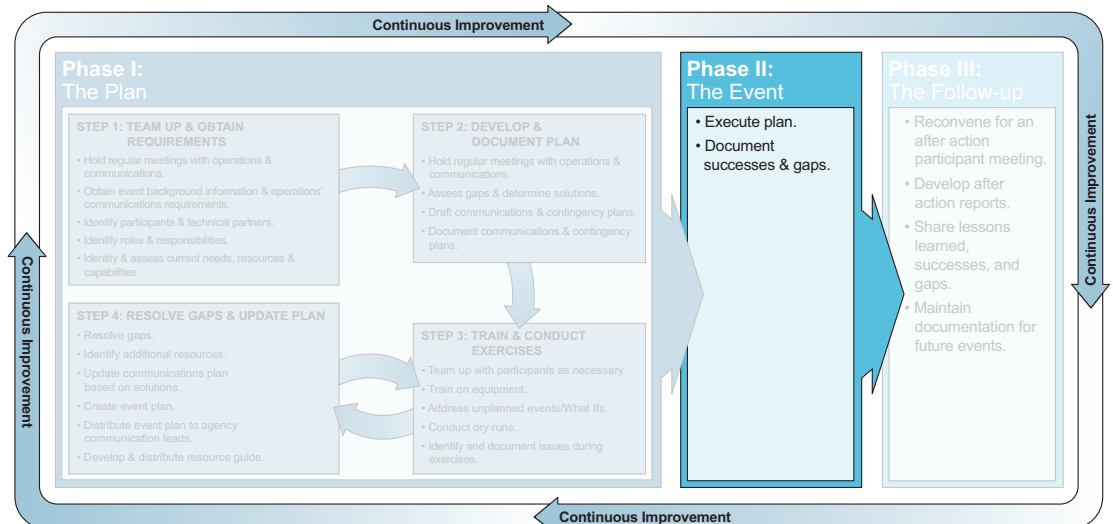 Continuous Improvement
Phase I:
The Plan
STEP 1: TEAM UP & OBTAIN
REQUIREMENTS
• Hold regular meetings with operations &
communications.
• Obtain event background information & operations'
communications requirements.
• Identify participants & technical partners.
• Identify roles & responsibilities.
• Identify & assess current needs, resources &
capabilities
STEP 2: DEVELOP &
DOCUMENT PLAN
• Hold regular meetings with operations &
communications.
• Assess gaps & determine solutions.
• Draft communications & contingency plans.
• Document communications & contingency
plans.
STEP 4: RESOLVE GAPS & UPDATE PLAN
• Resolve gaps.
• Identify additional resources.
• Update communications plan
based on solutions.
• Create event plan.
• Distribute event plan to agency
communication leads.
• Develop & distribute resource guide.
STEP 3: TRAIN & CONDUCT
EXERCISES
• Team up with participants as necessary.
• Train on equipment.
• Address unplanned events/What Ifs.
• Conduct dry runs.
• Identify and document issues during
exercises.
Phase II:
The Event
• Execute plan.
• Document
successes & gaps.
Phase III:
The Follow-up
• Reconvene for an
after action
participant meeting.
• Develop after
action reports.
• Share lessons
learned,
successes, and
gaps.
• Maintain
documentation for
future events.
Continuous Improvement
Continuous Improvement
Continuous Improvement